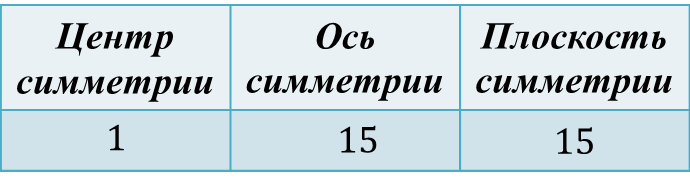 Центр Ось Плоскость
симметрии симметрии симметрии
1 15 15